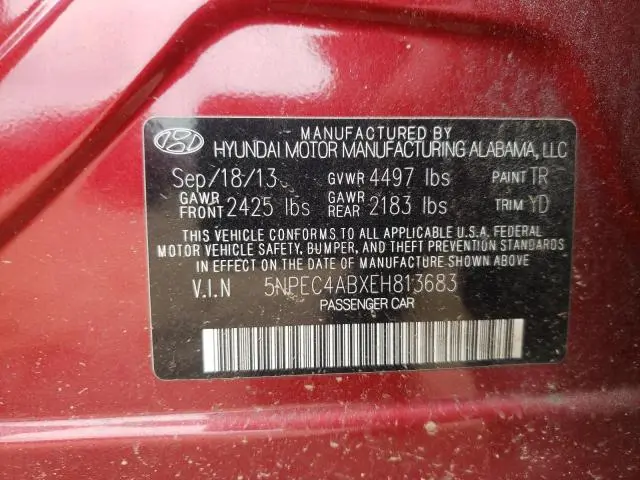 MANUFACTURED BY
HYUNDAI MOTOR MANUFACTURING ALABAMA, LLC
Sep/18/13 GVWR 4497 lbs PAINT TR
GAWR FRONT 2425 lbs GAWR REAR 2183 lbs TRIM YD
THIS VEHICLE CONFORMS TO ALL APPLICABLE U.S.A. FEDERAL
MOTOR VEHICLE SAFETY, BUMPER, AND THEFT PREVENTION STANDARDS
IN EFFECT ON THE DATE OF MANUFACTURE SHOWN ABOVE
V.I.N 5NPEC4ABXEH813683
PASSENGER CAR